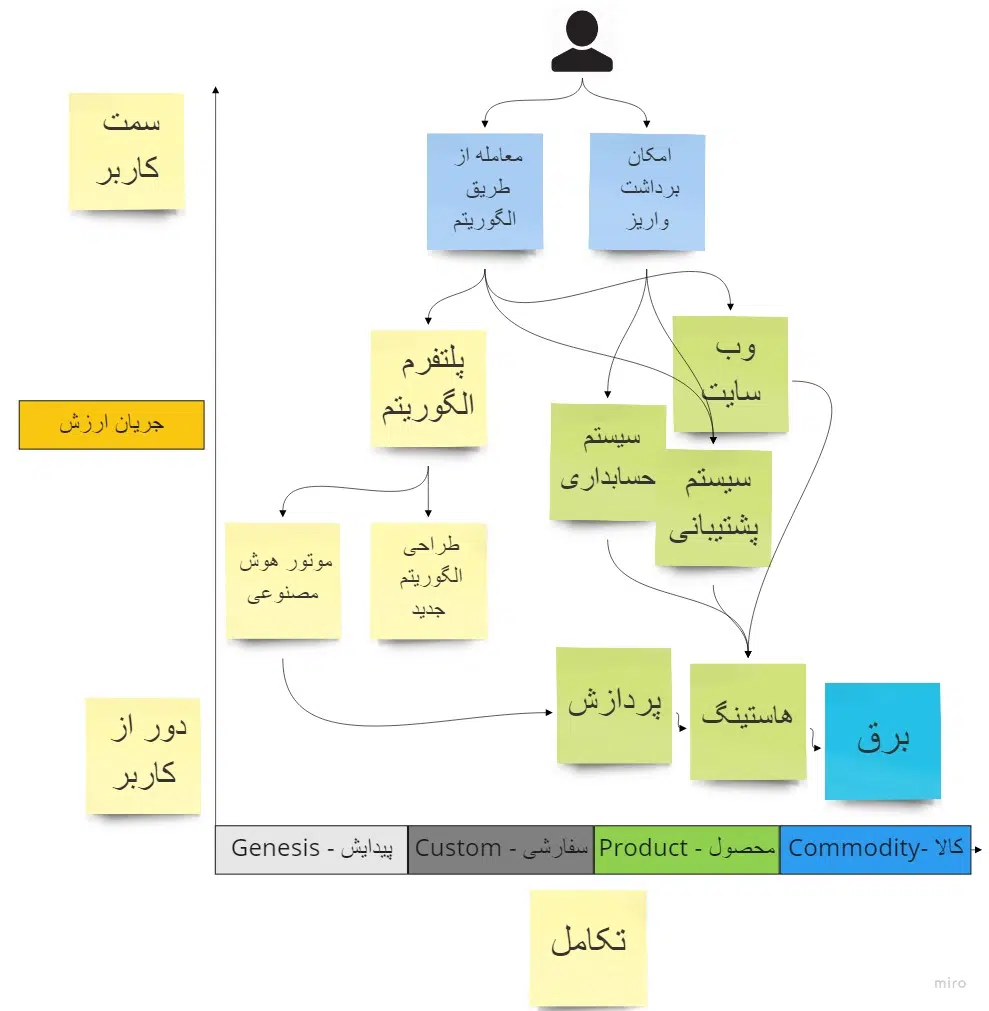 سمت
کاربر
معامله از
طریق
الگوریتم
امکان
برداشت
واریز
پلتفرم
الگوریتم
وب
سایت
جریان ارزش
سیستم
حسابداری
سیستم
پشتیبانی
موتور هوش
مصنوعی
طراحی
الگوریتم
جدید
دور از
کاربر
پردازش
هاستینگ
برق
Genesis - پیدایش
Custom - سفارشی
Product - محصول
Commodity- کالا
تکامل
miro